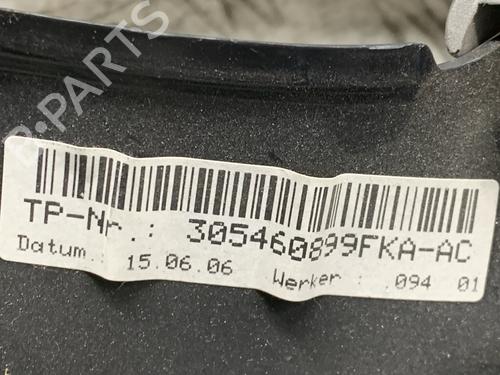 B-PARTS
TP-Nr.: 305460899FKA-AC
Datum.: 15.06.06 Werker : .094 01